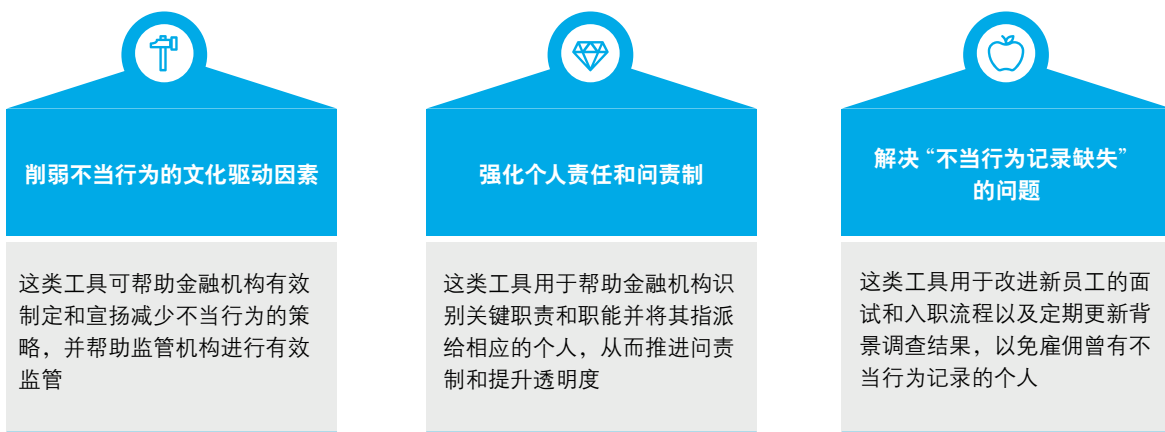 削弱不当行为的文化驱动因素
这类工具可帮助金融机构有效
制定和宣扬减少不当行为的策
略，并帮助监管机构进行有效
监管
强化个人责任和问责制
这类工具用于帮助金融机构识
别关键职责和职能并将其指派
给相应的个人，从而推进问责
制和提升透明度
解决“不当行为记录缺失”
的问题
这类工具用于改进新员工的面
试和入职流程以及定期更新背
景调查结果，以免雇佣曾有不
当行为记录的个人